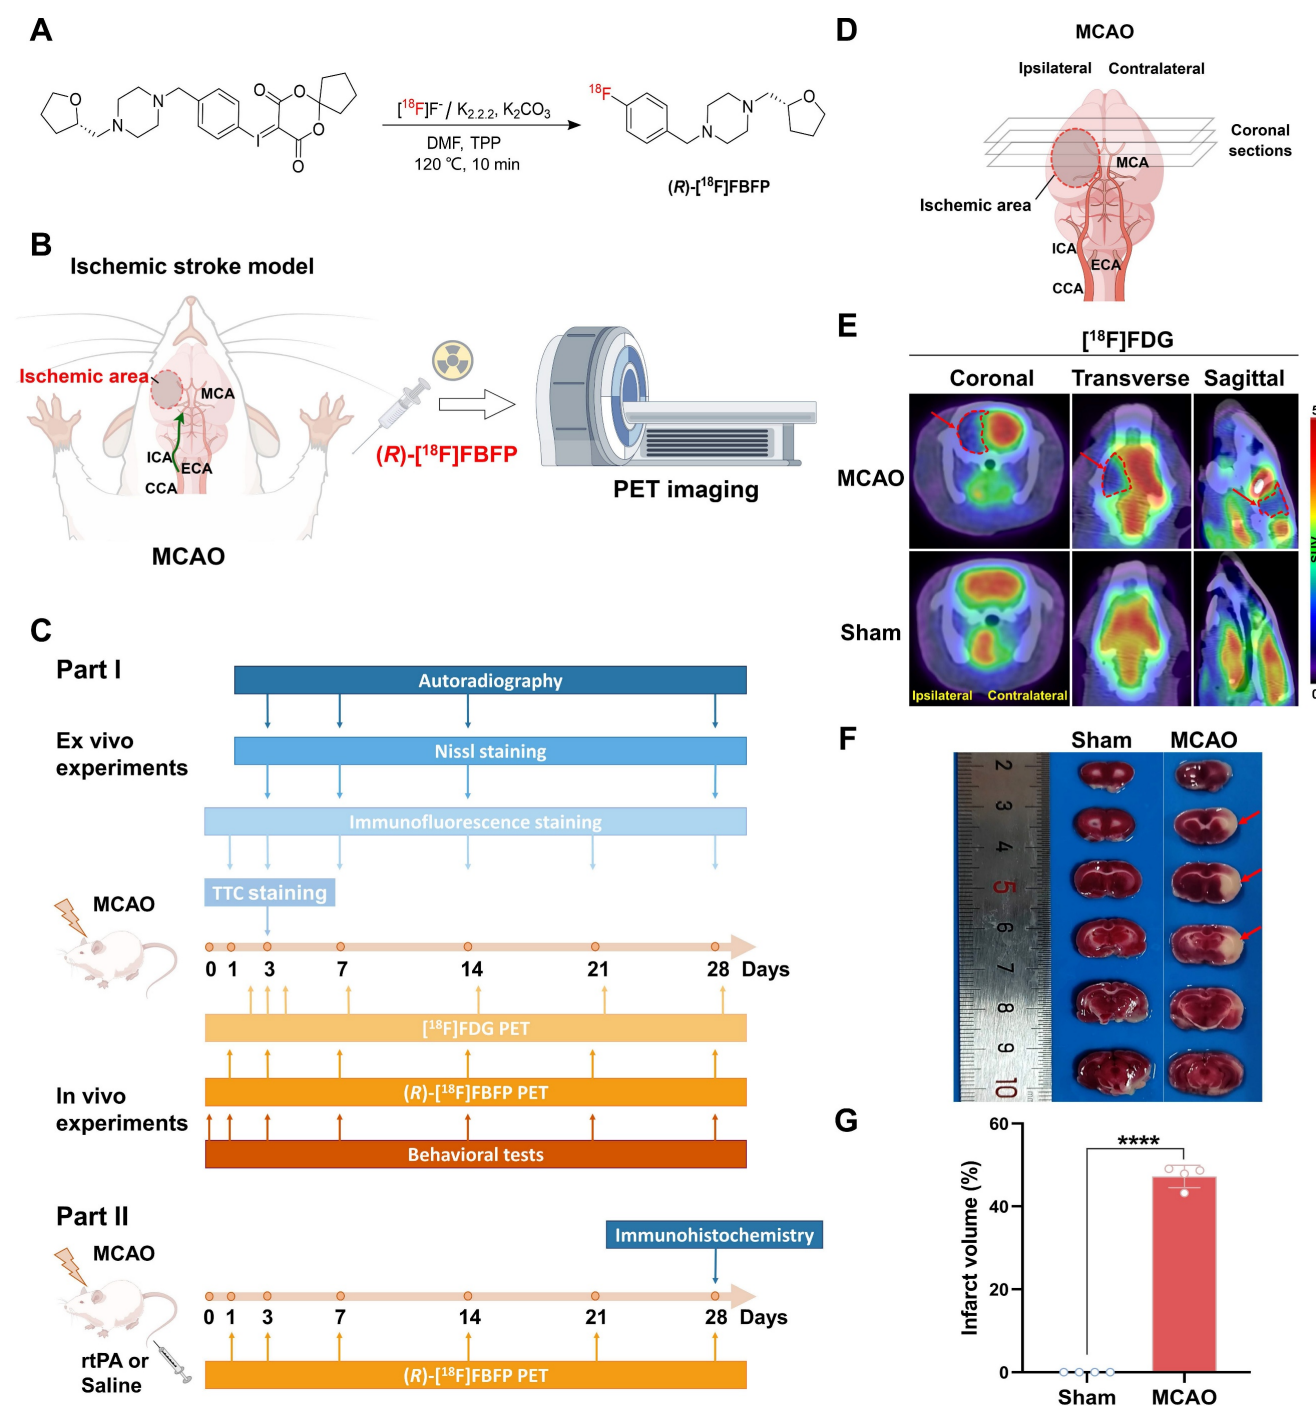 A
O
N
N
I
O
O
O
O
[¹⁸F]F⁻/ K₂.₂.₂, K₂CO₃
DMF, TPP
120 ℃, 10 min
¹⁸F
N
N
O
(R)-[¹⁸F]FBFP
B
Ischemic stroke model
Ischemic area
MCA
ICA
ECA
CCA
MCAO
(R)-[¹⁸F]FBFP
PET imaging
C
Part I
Autoradiography
Ex vivo
experiments
Nissl staining
Immunofluorescence staining
TTC staining
MCAO
0 1 3 7 14 21 28 Days
[¹⁸F]FDG PET
(R)-[¹⁸F]FBFP PET
In vivo
experiments
Behavioral tests
Part II
MCAO
Immunohistochemistry
0 1 3 7 14 21 28 Days
rtPA or
Saline
(R)-[¹⁸F]FBFP PET
D
MCAO
Ipsilateral Contralateral
Coronal
sections
MCA
Ischemic area
ICA
ECA
CCA
E
[¹⁸F]FDG
Coronal Transverse Sagittal
MCAO
Sham
Ipsilateral Contralateral
5
0
F
Sham MCAO
2
3
4
5
6
7
8
9
10
G
Infarct volume (%)
60
40
20
0
****
Sham MCAO